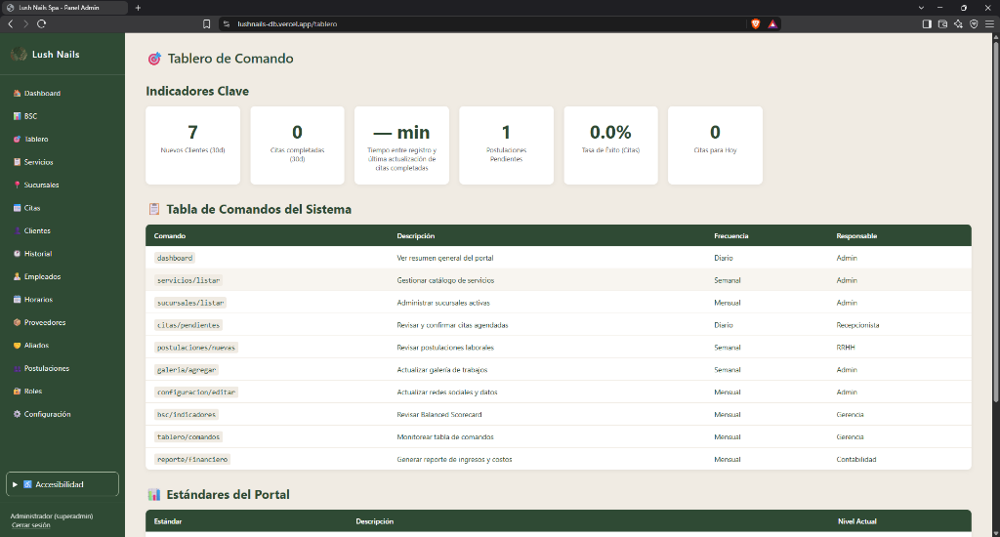 Lush Nails Spa - Panel Admin
lushnails-db.vercel.app/tablero
Lush Nails
Dashboard
BSC
Tablero
Servicios
Sucursales
Citas
Clientes
Historial
Empleados
Horarios
Proveedores
Aliados
Postulaciones
Roles
Configuración
Accesibilidad
Administrador (superadmin)
Cerrar sesión
Tablero de Comando
Indicadores Clave
7
Nuevos Clientes (30d)
0
Citas completadas
(30d)
— min
Tiempo entre registro y
última actualización de
citas completadas
1
Postulaciones
Pendientes
0.0%
Tasa de Éxito (Citas)
0
Citas para Hoy
Tabla de Comandos del Sistema
Comando Descripción Frecuencia Responsable
dashboard Ver resumen general del portal Diario Admin
servicios/listar Gestionar catálogo de servicios Semanal Admin
sucursales/listar Administrar sucursales activas Mensual Admin
citas/pendientes Revisar y confirmar citas agendadas Diario Recepcionista
postulaciones/nuevas Revisar postulaciones laborales Semanal RRHH
galeria/agregar Actualizar galería de trabajos Semanal Admin
configuracion/editar Actualizar redes sociales y datos Mensual Admin
bsc/indicadores Revisar Balanced Scorecard Mensual Gerencia
tablero/comandos Monitorear tabla de comandos Mensual Gerencia
reporte/financiero Generar reporte de ingresos y costos Mensual Contabilidad
Estándares del Portal
Estándar Descripción Nivel Actual